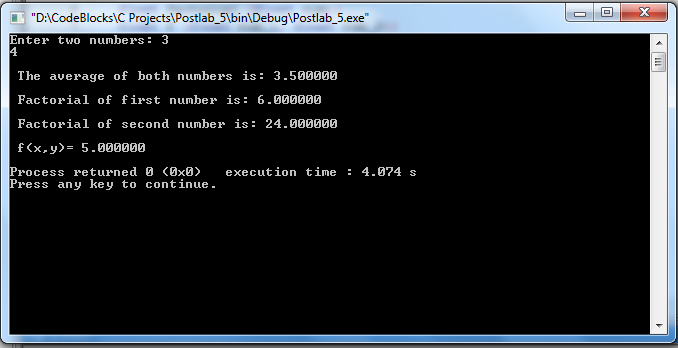 "D:\CodeBlocks\C Projects\Postlab_5\bin\Debug\Postlab_5.exe"
Enter two numbers: 3
4
The average of both numbers is: 3.500000
Factorial of first number is: 6.000000
Factorial of second number is: 24.000000
f(x,y)= 5.000000
Process returned 0 (0x0)   execution time : 4.074 s
Press any key to continue.